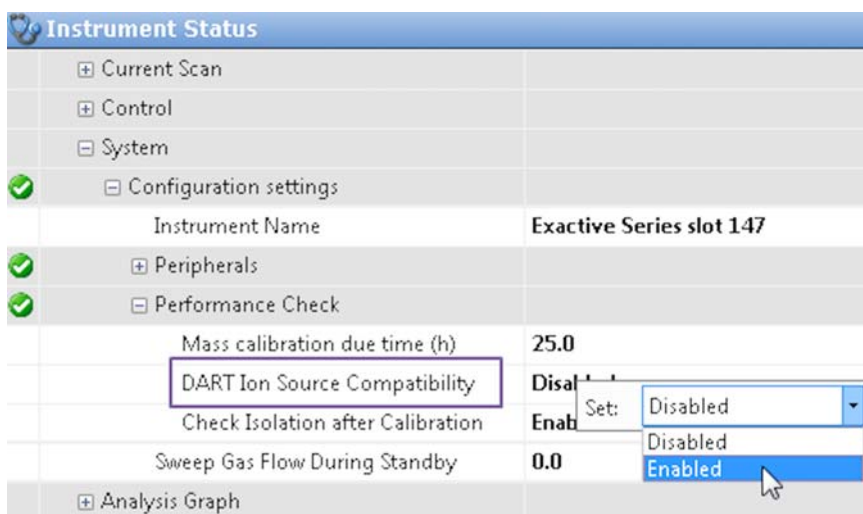 Instrument Status
Current Scan
Control
System
Configuration settings
Instrument Name Exactive Series slot 147
Peripherals
Performance Check
Mass calibration due time (h) 25.0
DART Ion Source Compatibility
Set: Disabled
Check Isolation after Calibration
Disabled
Sweep Gas Flow During Standby 0.0
Enabled
Analysis Graph